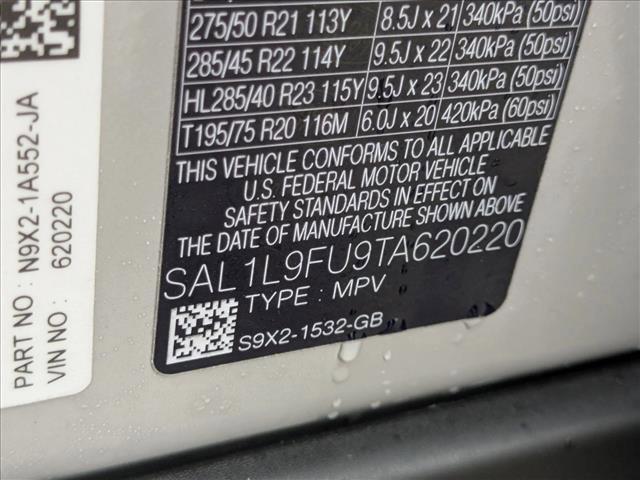 275/50 R21 113Y 8.5J x 21 340kPa (50psi)
285/45 R22 114Y 9.5J x 22 340kPa (50psi)
HL285/40 R23 115Y 9.5J x 23 340kPa (50psi)
T195/75 R20 116M 6.0J x 20 420kPa (60psi)
THIS VEHICLE CONFORMS TO ALL APPLICABLE
U.S. FEDERAL MOTOR VEHICLE
SAFETY STANDARDS IN EFFECT ON
THE DATE OF MANUFACTURE SHOWN ABOVE
SAL1L9FU9TA620220
TYPE : MPV
S9X2-1532-GB
PART NO : N9X2-1A552-JA
VIN NO : 620220